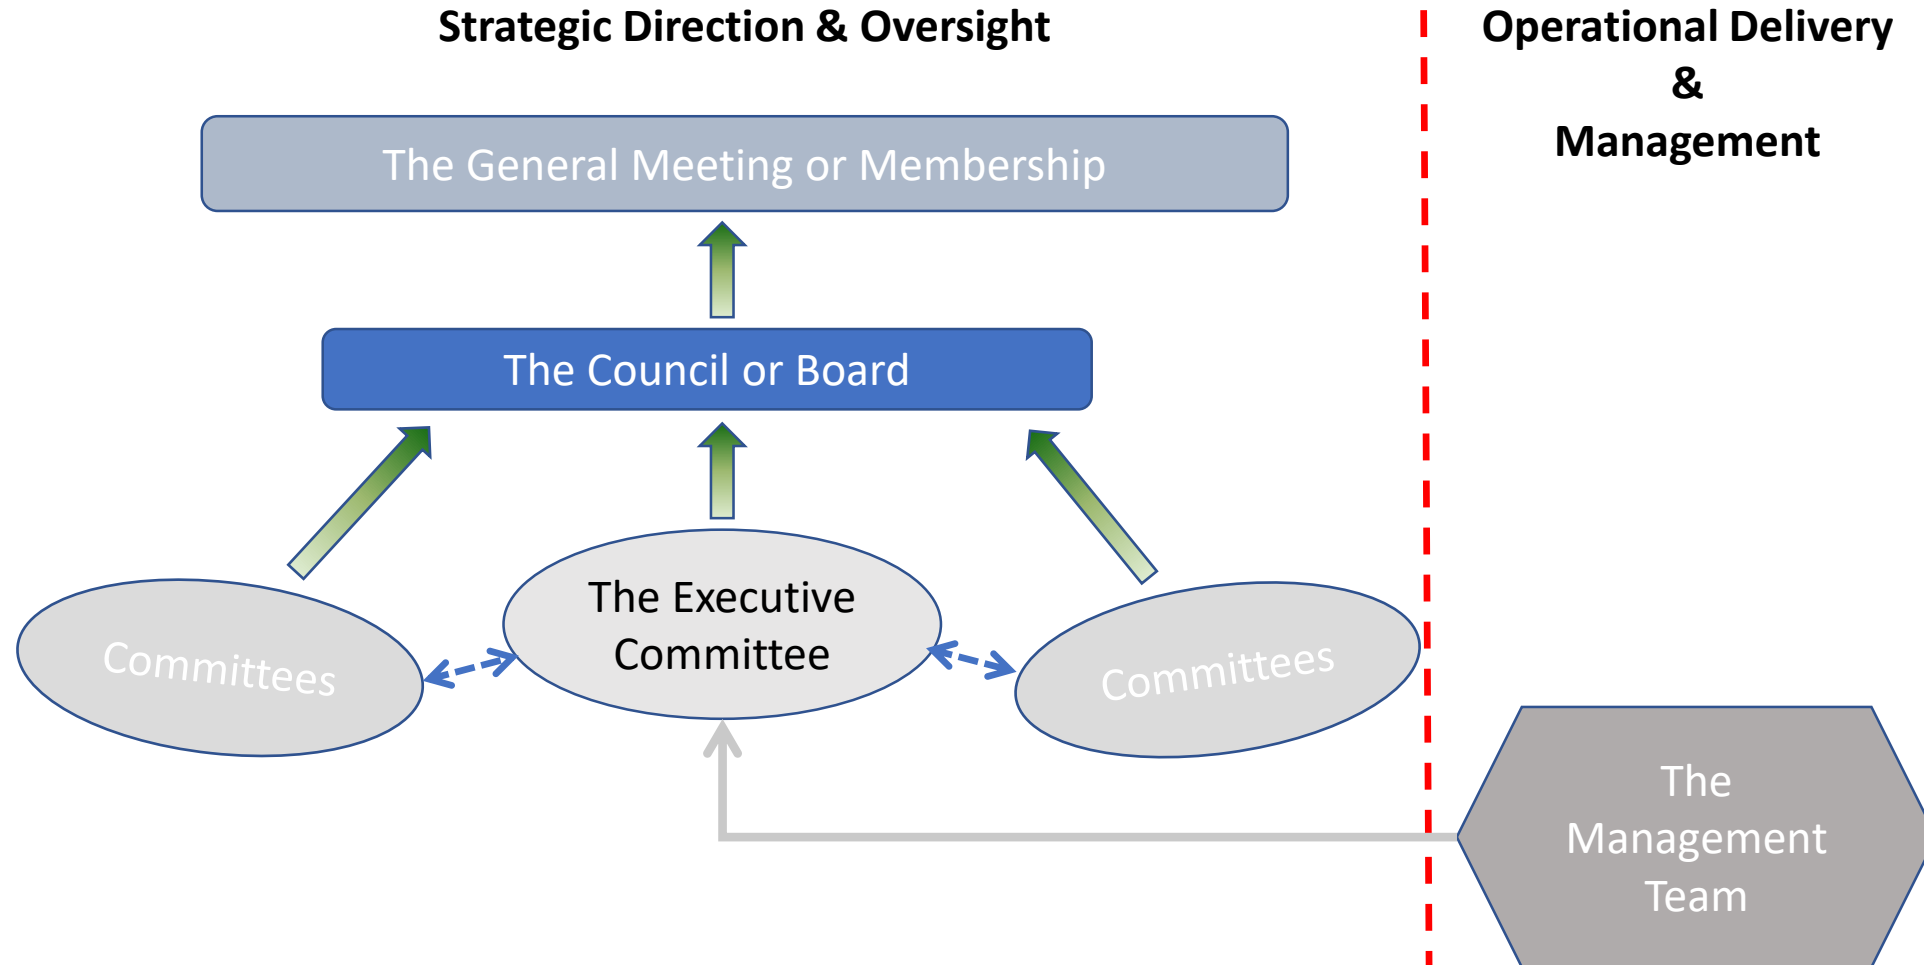 Strategic Direction & Oversight
Operational Delivery
&
Management
The General Meeting or Membership
The Council or Board
The Executive
Committee
Committees
Committees
The
Management
Team